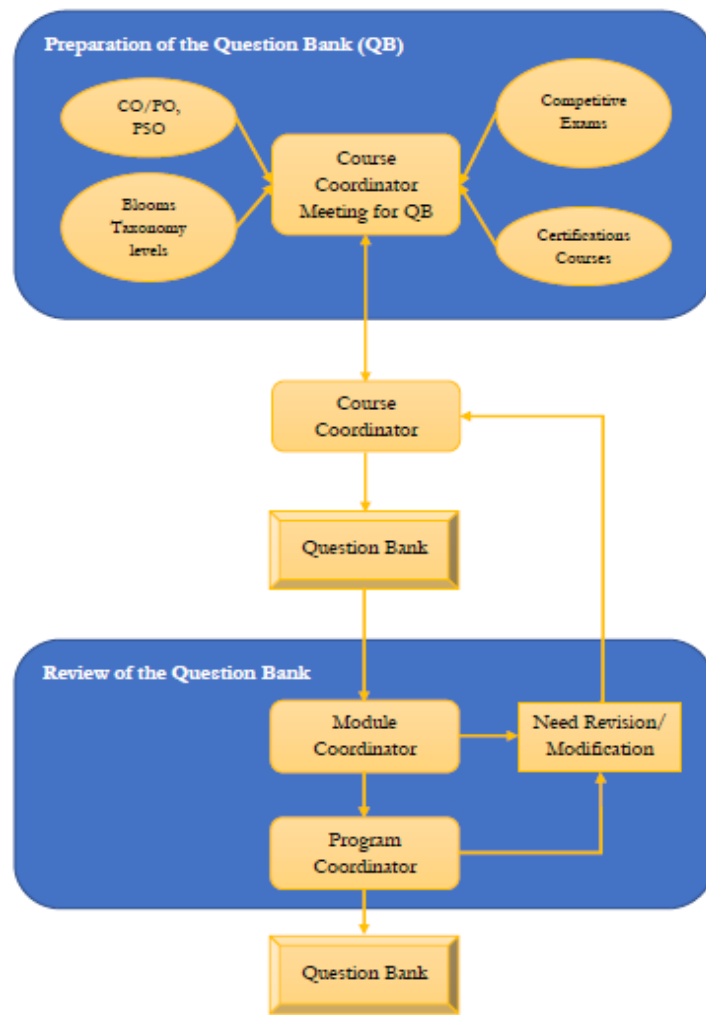 Preparation of the Question Bank (QB)
CO/PO,
PSO
Competitive
Exams
Course
Coordinator
Meeting for QB
Blooms
Taxonomy
levels
Certifications
Courses
Course
Coordinator
Question Bank
Review of the Question Bank
Module
Coordinator
Need Revision/
Modification
Program
Coordinator
Question Bank